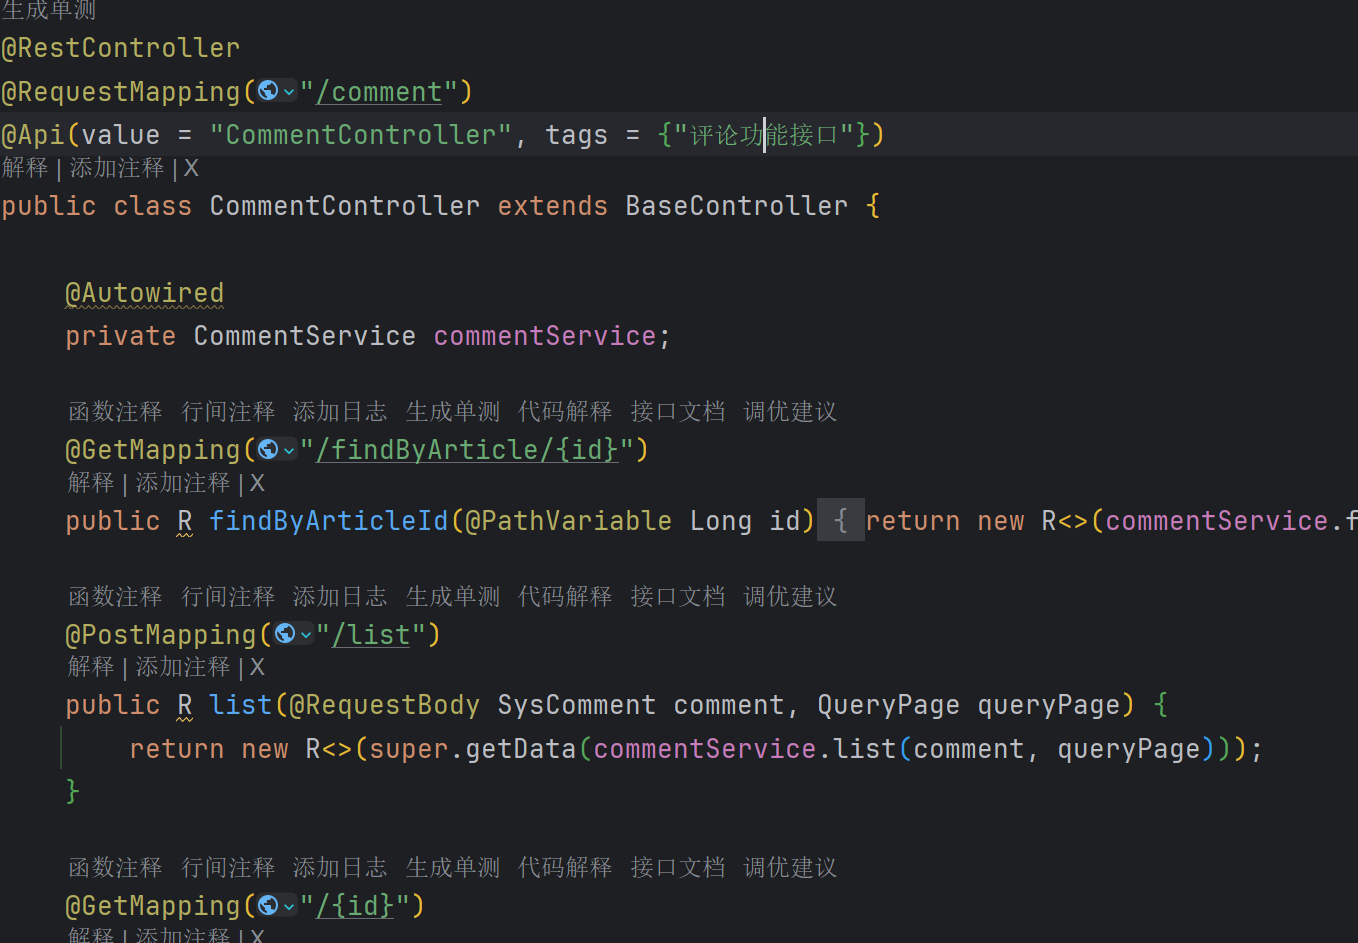 生成单测
@RestController
@RequestMapping("/comment")
@Api(value = "CommentController", tags = {"评论功能接口"})
解释 | 添加注释 | X
public class CommentController extends BaseController {
@Autowired
private CommentService commentService;
函数注释 行间注释 添加日志 生成单测 代码解释 接口文档 调优建议
@GetMapping("/findByArticle/{id}")
解释 | 添加注释 | X
public R findByArticleId(@PathVariable Long id) { return new R<>(commentService.f
函数注释 行间注释 添加日志 生成单测 代码解释 接口文档 调优建议
@PostMapping("/list")
解释 | 添加注释 | X
public R list(@RequestBody SysComment comment, QueryPage queryPage) {
return new R<>(super.getData(commentService.list(comment, queryPage)));
}
函数注释 行间注释 添加日志 生成单测 代码解释 接口文档 调优建议
@GetMapping("/{id}")
解释 | 添加注释 | X